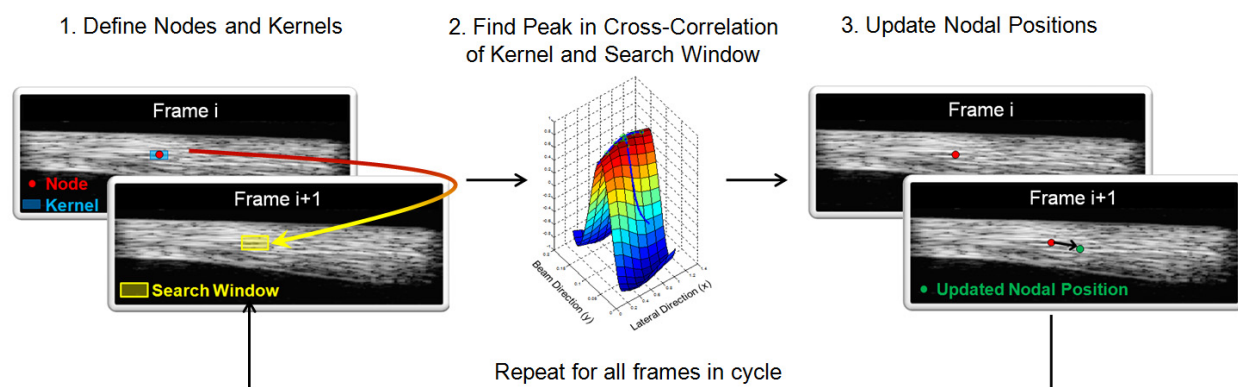 1. Define Nodes and Kernels
Frame i
Node
Kernel
Frame i+1
Search Window
2. Find Peak in Cross-Correlation
of Kernel and Search Window
Beam Direction (y)
Lateral Direction (x)
3. Update Nodal Positions
Frame i
Frame i+1
Updated Nodal Position
Repeat for all frames in cycle